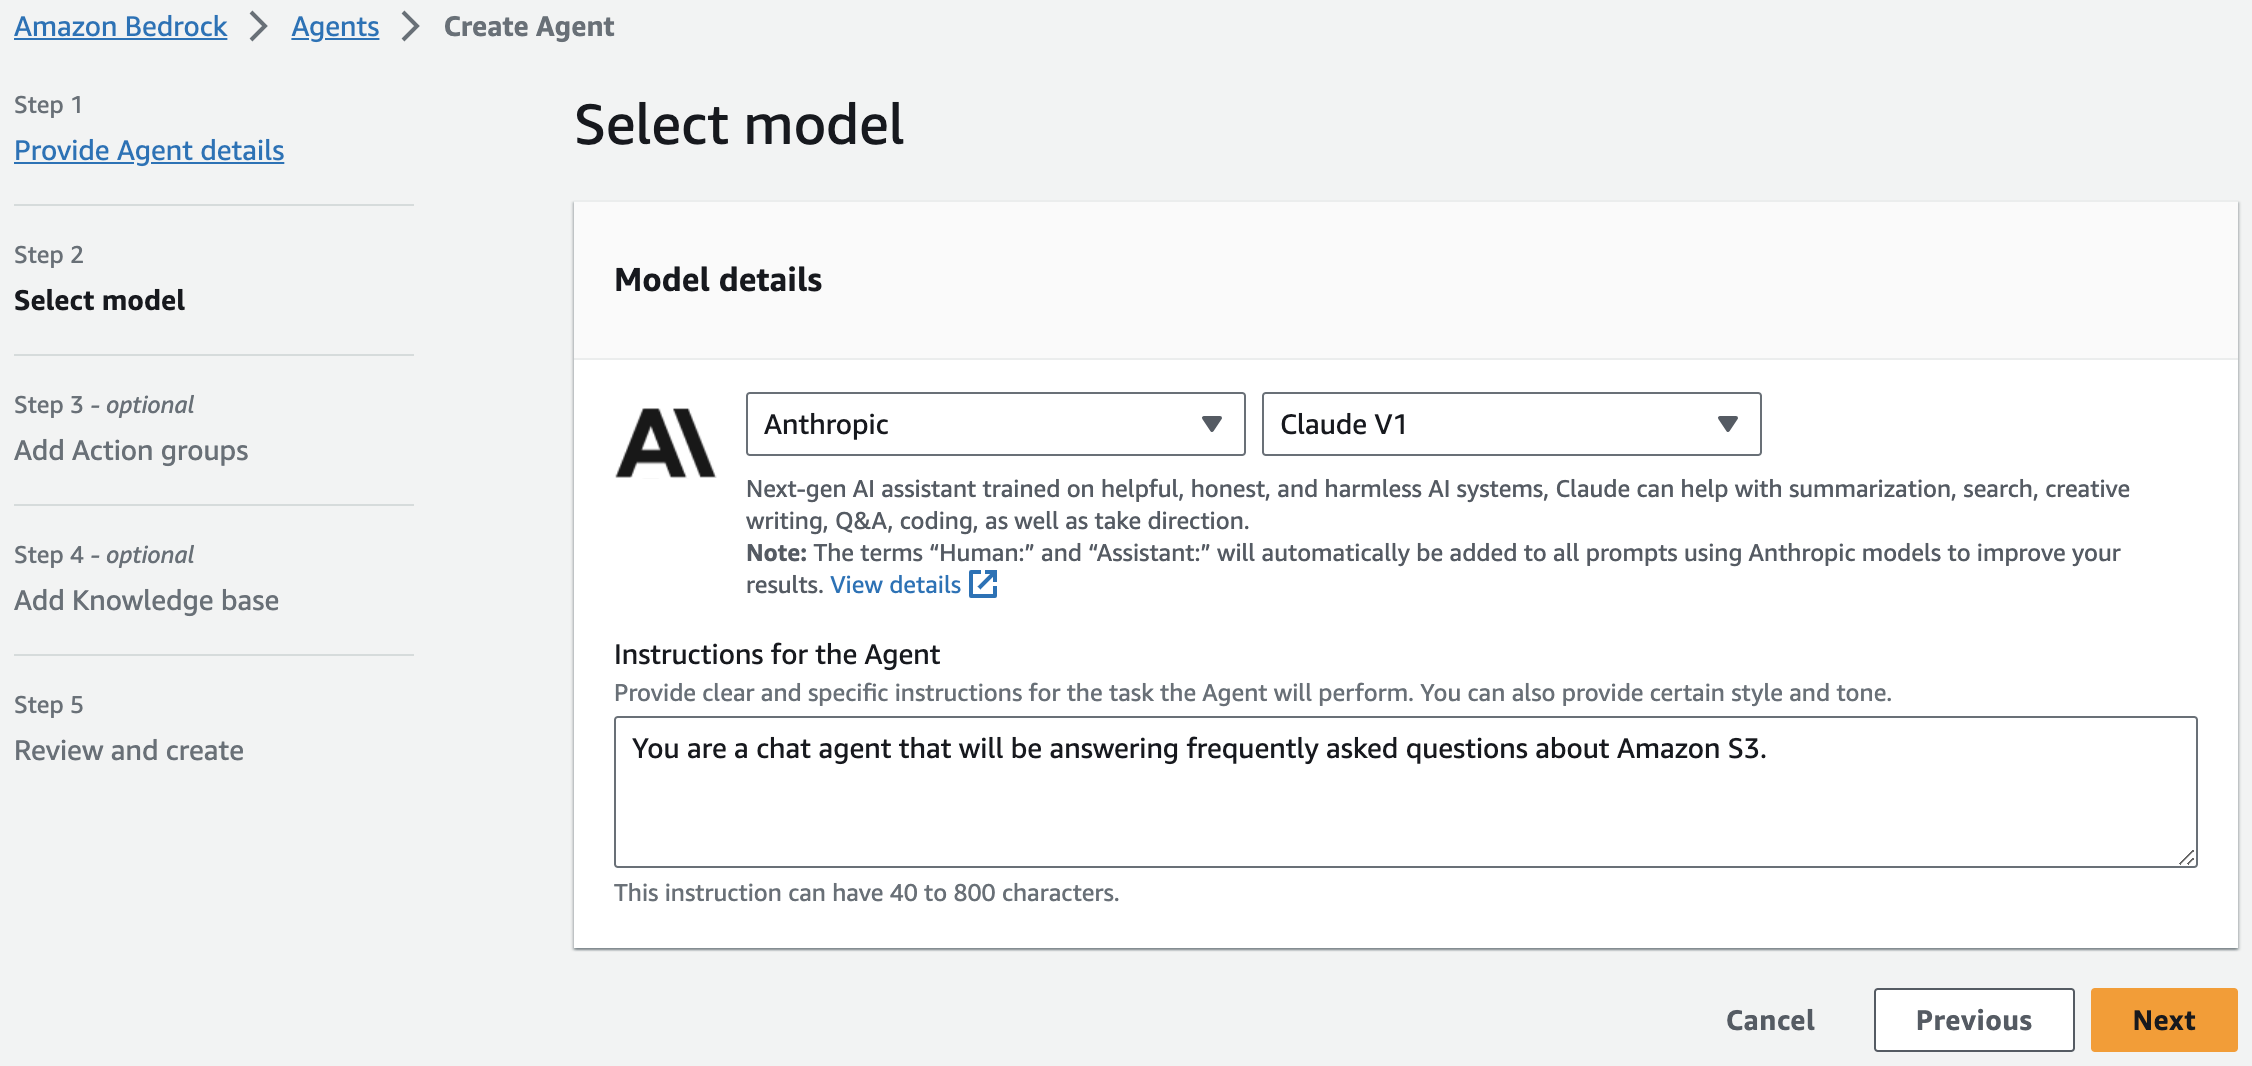 Amazon Bedrock > Agents > Create Agent
Step 1
Provide Agent details
Step 2
Select model
Step 3 - optional
Add Action groups
Step 4 - optional
Add Knowledge base
Step 5
Review and create
Select model
Model details
AI
Anthropic
Claude V1
Next-gen AI assistant trained on helpful, honest, and harmless AI systems, Claude can help with summarization, search, creative
writing, Q&A, coding, as well as take direction.
Note: The terms “Human:” and “Assistant:” will automatically be added to all prompts using Anthropic models to improve your
results. View details
Instructions for the Agent
Provide clear and specific instructions for the task the Agent will perform. You can also provide certain style and tone.
You are a chat agent that will be answering frequently asked questions about Amazon S3.
This instruction can have 40 to 800 characters.
Cancel
Previous
Next